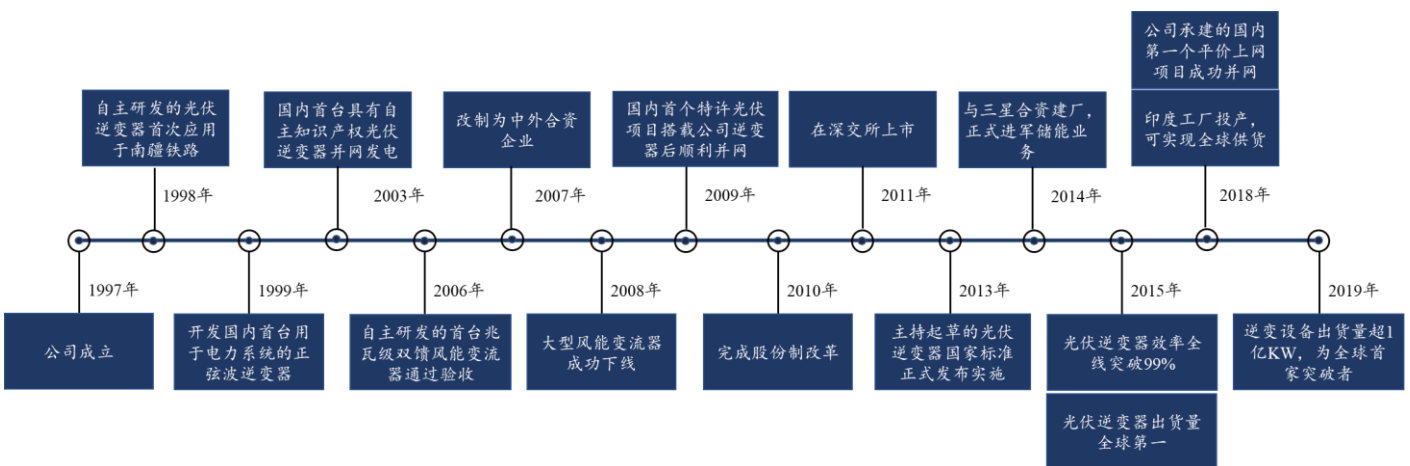 公司承建的国内
第一个平价上网
项目成功并网
自主研发的光伏
逆变器首次应用
于南疆铁路
国内首台具有自
主知识产权光伏
逆变器并网发电
改制为中外合资
企业
国内首个特许光伏
项目搭载公司逆变
器后顺利并网
在深交所上市
与三星合资建厂，
正式进军储能业
务
印度工厂投产，
可实现全球供货
1998年
2003年
2007年
2009年
2011年
2014年
2018年
1997年
1999年
2006年
2008年
2010年
2013年
2015年
2019年
公司成立
开发国内首台用
于电力系统的正
弦波逆变器
自主研发的首台兆
瓦级双馈风能变流
器通过验收
大型风能变流器
成功下线
完成股份制改革
主持起草的光伏
逆变器国家标准
正式发布实施
光伏逆变器效率全
线突破99%
逆变设备出货量超1
亿KW，为全球首
家突破者
光伏逆变器出货量
全球第一